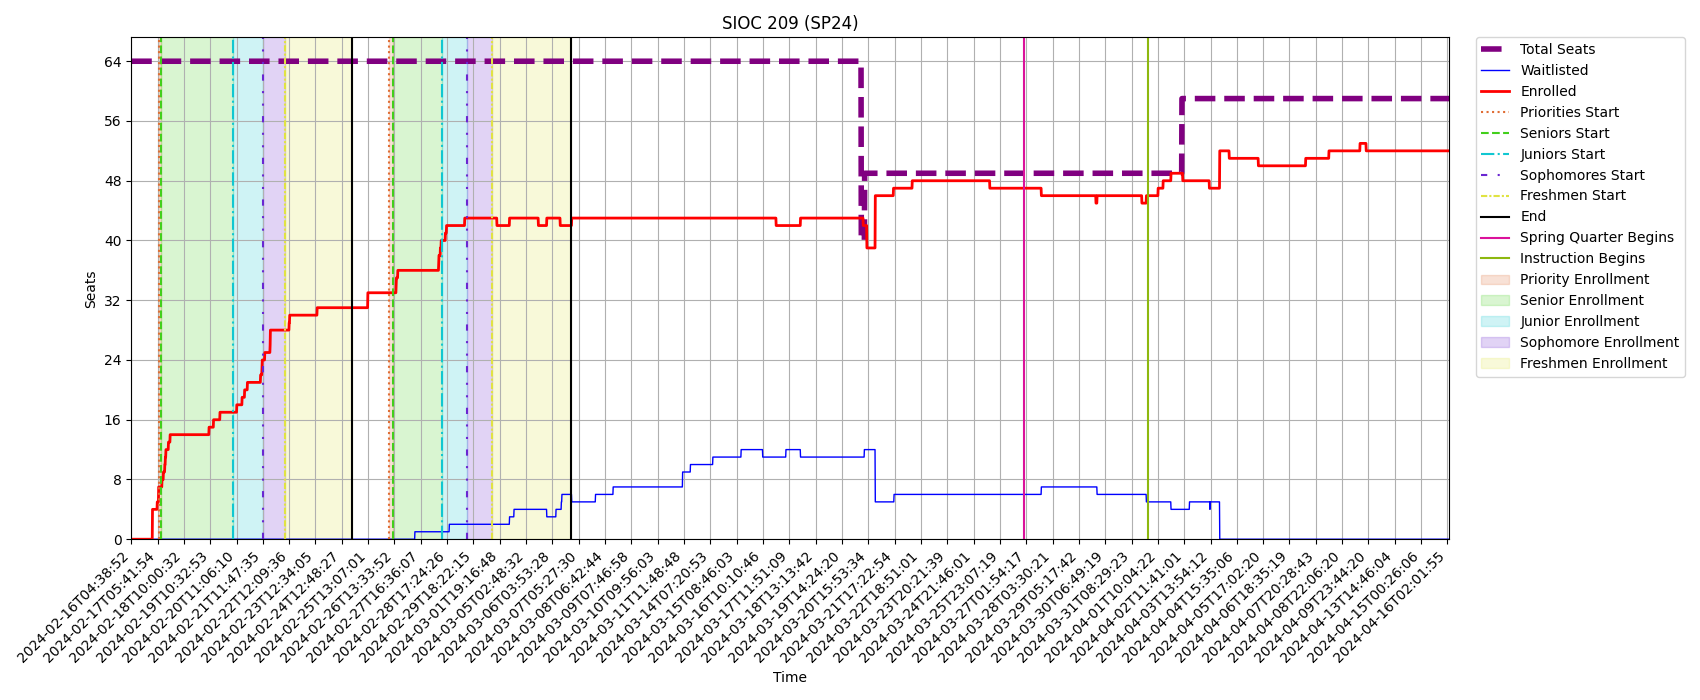 SIOC 209 (SP24)
Seats
64
56
48
40
32
24
16
8
0
2024-02-16T04:38:52
2024-02-17T05:41:54
2024-02-18T10:00:32
2024-02-19T10:32:53
2024-02-20T11:06:10
2024-02-21T11:47:35
2024-02-22T12:09:36
2024-02-23T12:34:05
2024-02-24T12:48:27
2024-02-25T13:07:01
2024-02-26T13:33:52
2024-02-27T16:36:07
2024-02-28T17:24:26
2024-02-29T18:22:15
2024-03-01T19:16:48
2024-03-05T02:48:32
2024-03-06T03:53:28
2024-03-07T05:27:30
2024-03-08T06:42:44
2024-03-09T07:46:58
2024-03-10T09:56:03
2024-03-11T11:48:48
2024-03-14T07:20:53
2024-03-15T08:46:03
2024-03-16T10:10:46
2024-03-17T11:51:09
2024-03-18T13:13:42
2024-03-19T14:24:20
2024-03-20T15:53:34
2024-03-21T17:22:54
2024-03-22T18:51:01
2024-03-23T20:21:39
2024-03-24T21:46:01
2024-03-25T23:07:19
2024-03-27T01:54:17
2024-03-28T03:30:21
2024-03-29T05:17:42
2024-03-30T06:49:19
2024-03-31T08:29:23
2024-04-01T10:04:22
2024-04-02T11:41:01
2024-04-03T13:54:12
2024-04-04T15:35:06
2024-04-05T17:02:20
2024-04-06T18:35:19
2024-04-07T20:28:43
2024-04-08T22:06:20
2024-04-09T23:44:20
2024-04-13T14:46:04
2024-04-15T00:26:06
2024-04-16T02:01:55
Time
Total Seats
Waitlisted
Enrolled
Priorities Start
Seniors Start
Juniors Start
Sophomores Start
Freshmen Start
End
Spring Quarter Begins
Instruction Begins
Priority Enrollment
Senior Enrollment
Junior Enrollment
Sophomore Enrollment
Freshmen Enrollment